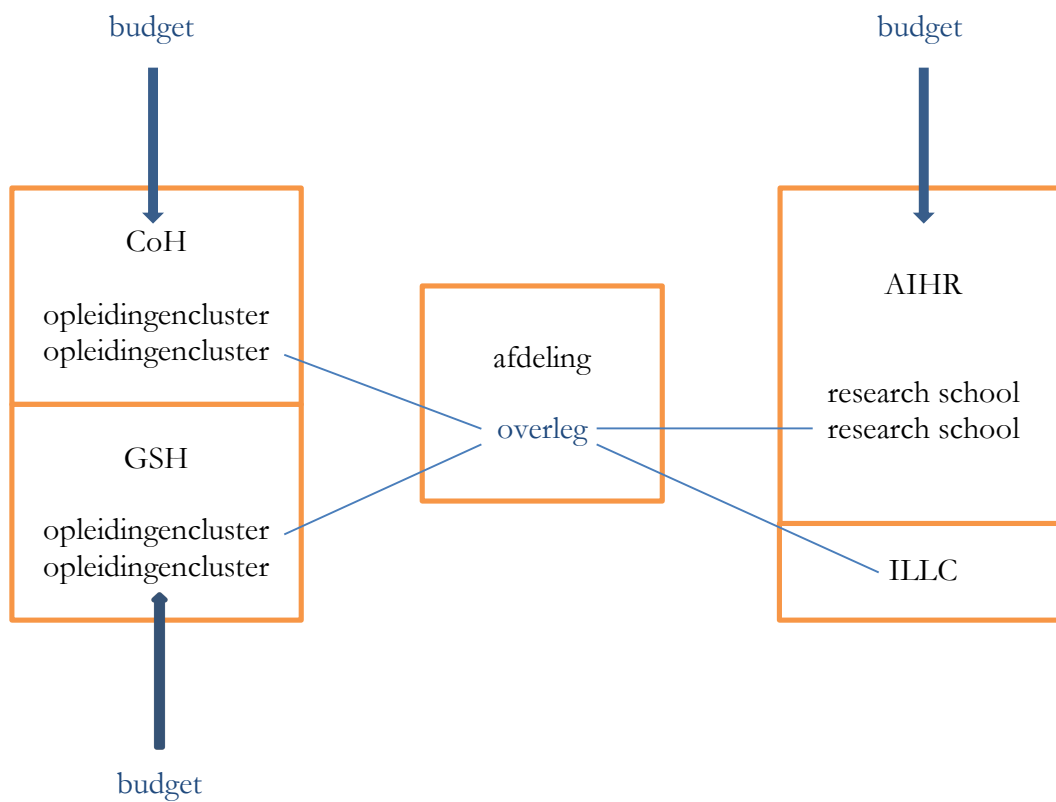 budget
budget
CoH
opleidingencluster
opleidingencluster
GSH
opleidingencluster
opleidingencluster
budget
afdeling
overleg
AIHR
research school
research school
ILLC